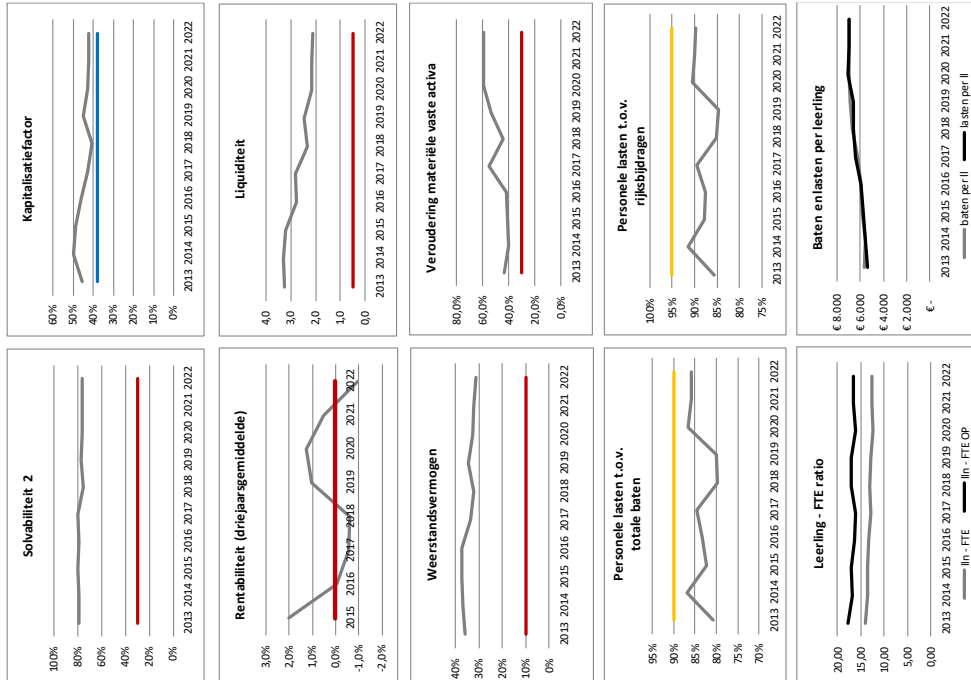 Solvabiliteit 2
100%
80%
60%
40%
20%
0%
2013 2014 2015 2016 2017 2018 2019 2020 2021 2022
Kapitalisatiefactor
60%
50%
40%
30%
20%
10%
0%
2013 2014 2015 2016 2017 2018 2019 2020 2021 2022
Rentabiliteit (driejaarsgemiddelde)
3,0%
2,0%
1,0%
0,0%
-1,0%
-2,0%
2015 2016 2017 2018 2019 2020 2021 2022
Liquiditeit
4,0
3,0
2,0
1,0
0,0
2013 2014 2015 2016 2017 2018 2019 2020 2021 2022
Weerstandsvermogen
40%
30%
20%
10%
0%
2013 2014 2015 2016 2017 2018 2019 2020 2021 2022
Veroudering materiële vaste activa
80,0%
60,0%
40,0%
20,0%
0,0%
2013 2014 2015 2016 2017 2018 2019 2020 2021 2022
Personele lasten t.o.v.
totale baten
95%
90%
85%
80%
75%
70%
2013 2014 2015 2016 2017 2018 2019 2020 2021 2022
Personele lasten t.o.v.
rijksbijdragen
100%
95%
90%
85%
80%
75%
2013 2014 2015 2016 2017 2018 2019 2020 2021 2022
Leerling - FTE ratio
20,00
15,00
10,00
5,00
0,00
2013 2014 2015 2016 2017 2018 2019 2020 2021 2022
lln - FTE lln - FTE OP
Baten en lasten per leerling
€ 8.000
€ 6.000
€ 4.000
€ 2.000
€ -
2013 2014 2015 2016 2017 2018 2019 2020 2021 2022
baten per ll lasten per ll